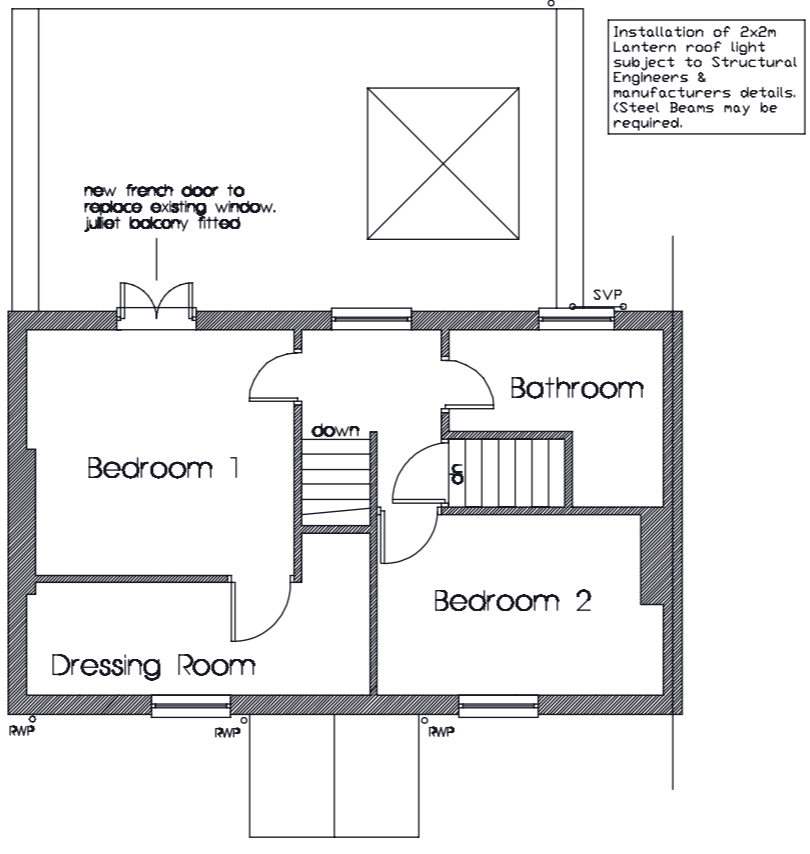 Installation of 2x2m
Lantern roof light
subject to Structural
Engineers &
manufacturers details.
(Steel Beams may be
required.
new french door to
replace existing window.
juliet balcony fitted
SVP
Bathroom
down
up
Bedroom 1
Bedroom 2
Dressing Room
RWP
RWP
RWP